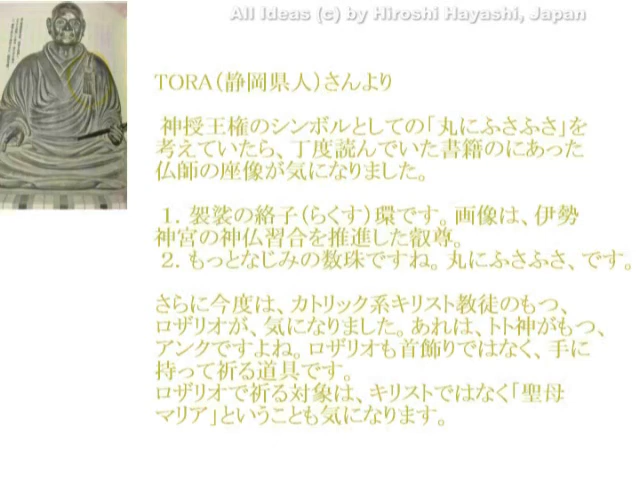 All Ideas (c) by Hiroshi Hayashi, Japan
TORA(静岡県人)さんより
神授王権のシンボルとしての「丸にふさふさ」を
考えていたら、丁度読んでいた書籍のにあった
仏師の座像が気になりました。
１．袈裟の絡子(らくす)環です。画像は、伊勢
神宮の神仏習合を推進した叡尊。
２．もっとなじみの数珠ですね。丸にふさふさ、です。
さらに今度は、カトリック系キリスト教徒のもつ、
ロザリオが、気になりました。あれは、トト神がもつ、
アンクですよね。ロザリオも首飾りではなく、手に
持って祈る道具です。
ロザリオで祈る対象は、キリストではなく「聖母
マリア」ということも気になります。